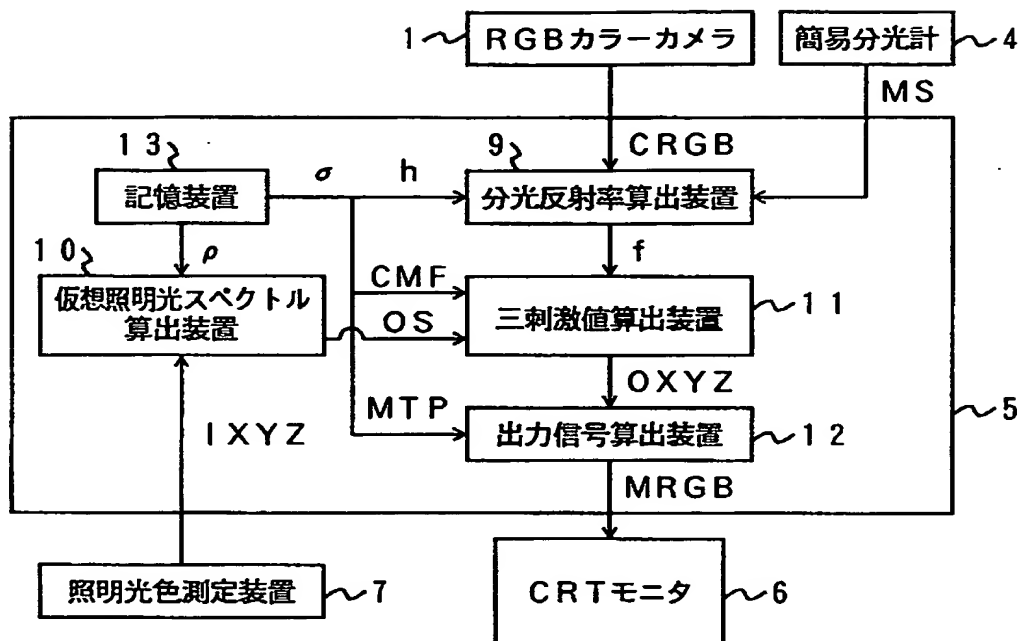 1 RGBカラーカメラ
簡易分光計 4
MS
CRGB
13
記憶装置
σ h
9
分光反射率算出装置
ρ
f
10
仮想照明光スペクトル
算出装置
CMF
OS
三刺激値算出装置
11
OXYZ
MTP
IXYZ
出力信号算出装置
12
5
MRGB
照明光色測定装置 7
CRTモニタ 6